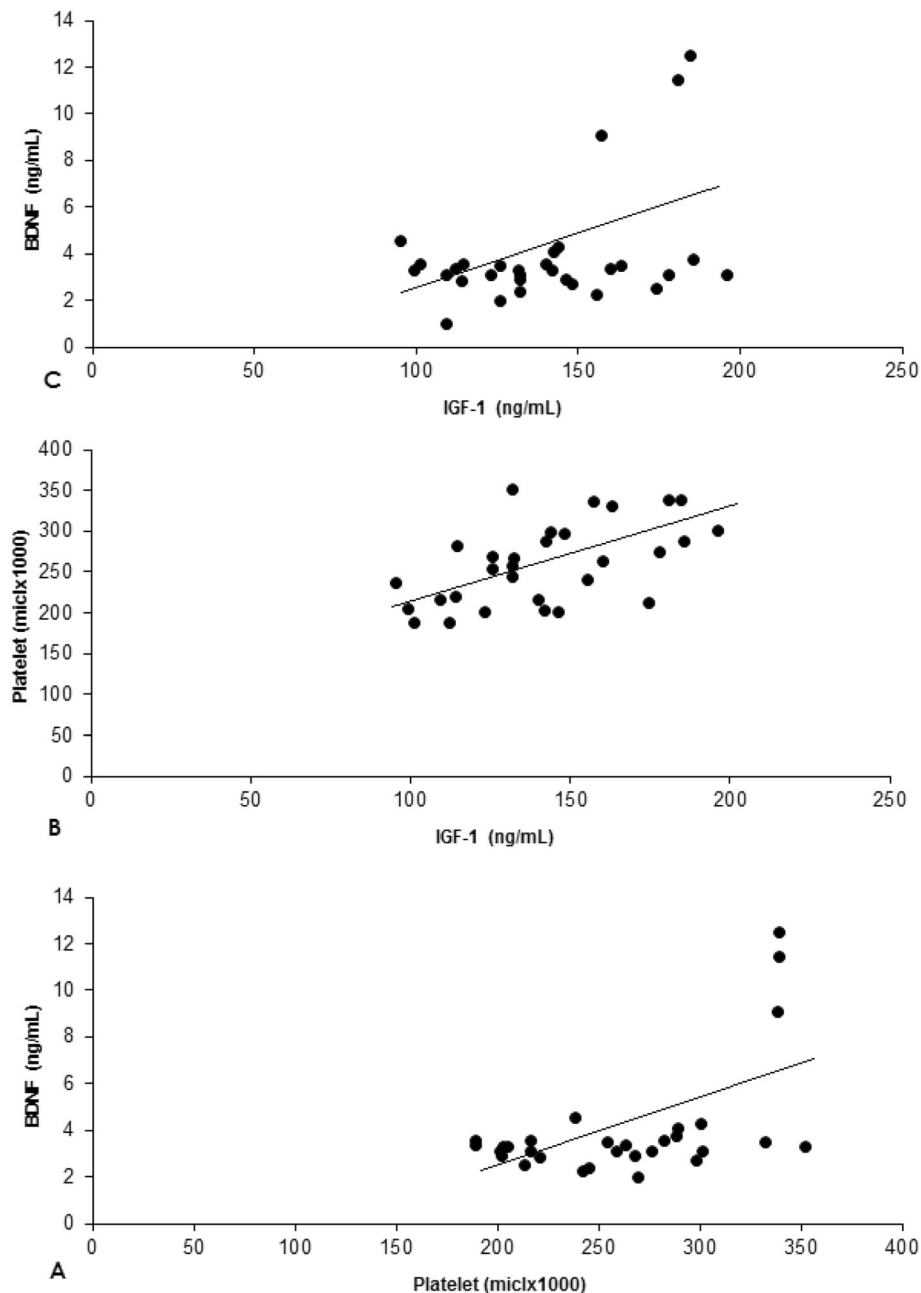 14
12
10
8
6
4
2
0
BDNF (ng/mL)
0 50 100 150 200 250
C
IGF-1 (ng/mL)
400
350
300
250
200
150
100
50
0
Platelet (miclx1000)
0 50 100 150 200 250
B
IGF-1 (ng/mL)
14
12
10
8
6
4
2
0
BDNF (ng/mL)
0 50 100 150 200 250 300 350 400
A
Platelet (miclx1000)